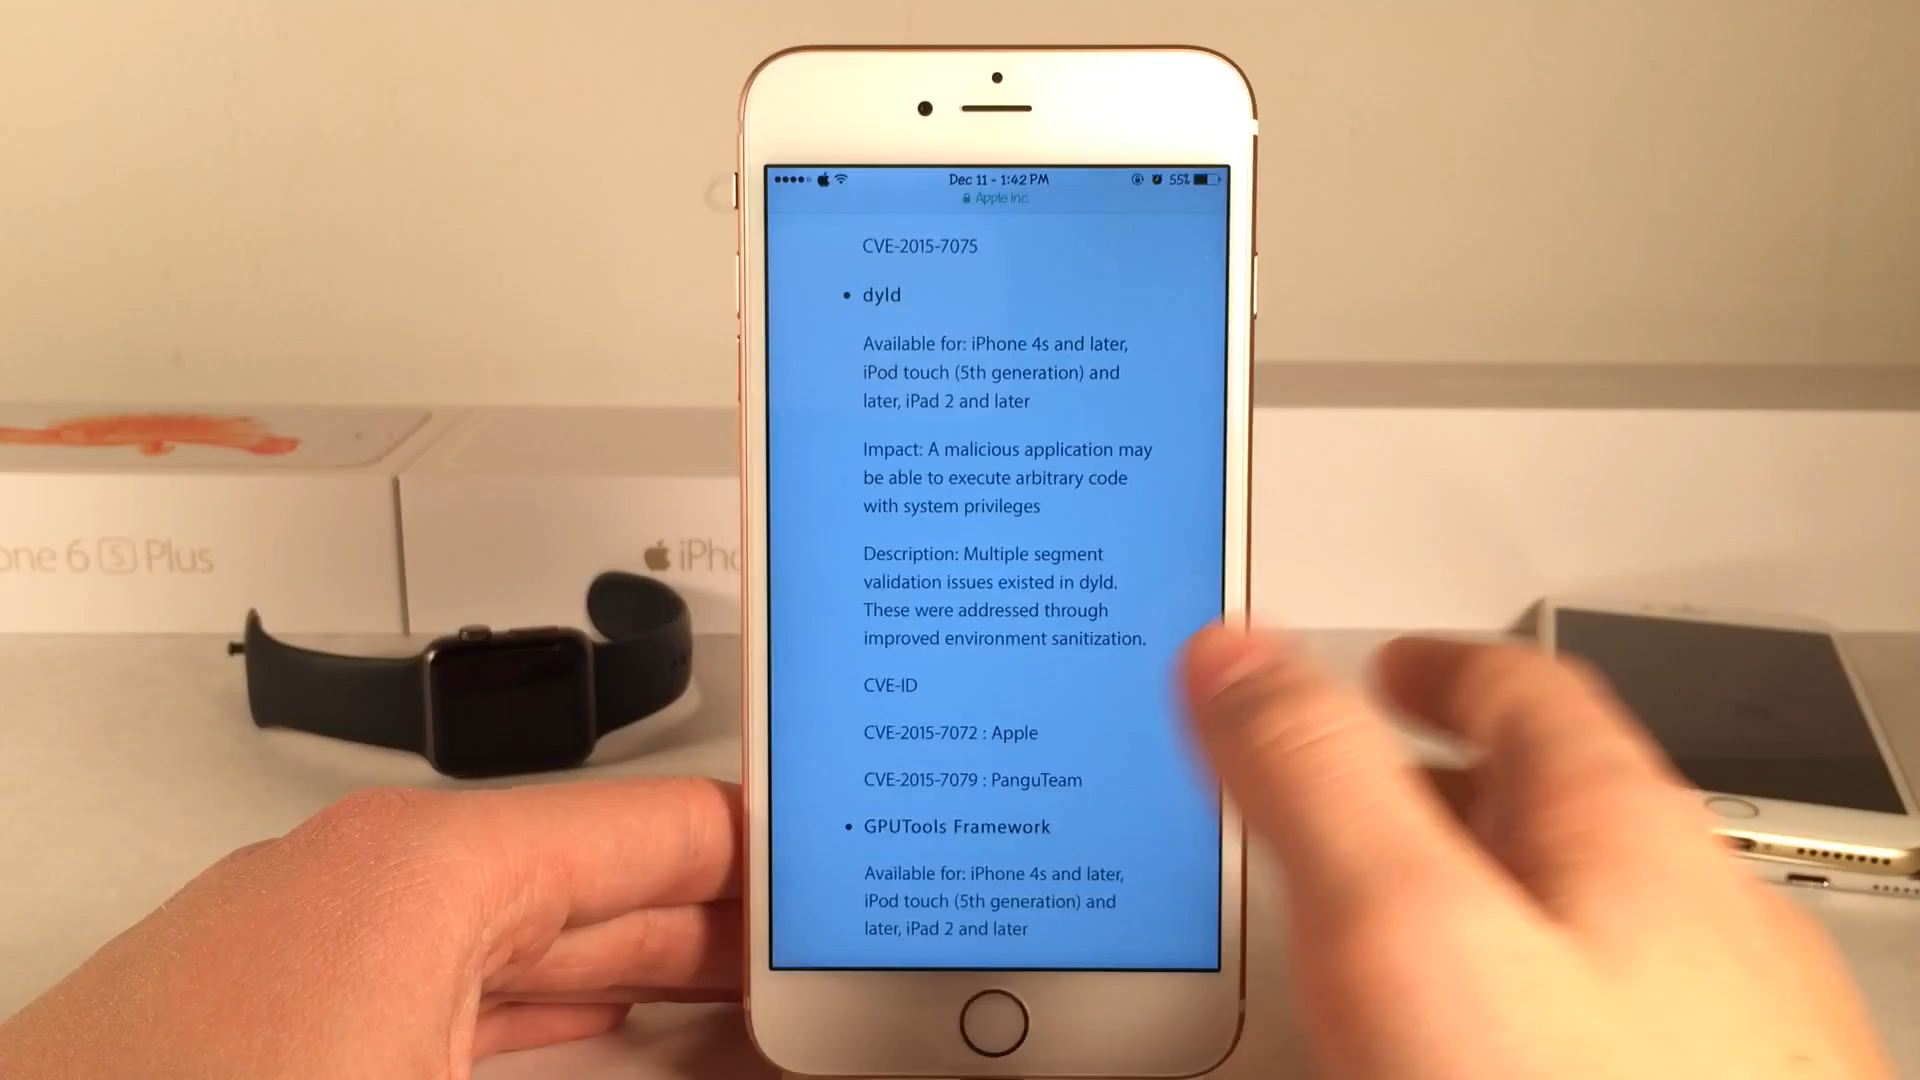 Dec 11 - 1:42 PM
55%
Apple Inc.
CVE-2015-7075
• dyld
Available for: iPhone 4s and later,
iPod touch (5th generation) and
later, iPad 2 and later
Impact: A malicious application may
be able to execute arbitrary code
with system privileges
Description: Multiple segment
validation issues existed in dyld.
These were addressed through
improved environment sanitization.
CVE-ID
CVE-2015-7072 : Apple
CVE-2015-7079 : PanguTeam
• GPUTools Framework
Available for: iPhone 4s and later,
iPod touch (5th generation) and
later, iPad 2 and later
one 6 S Plus
iPho